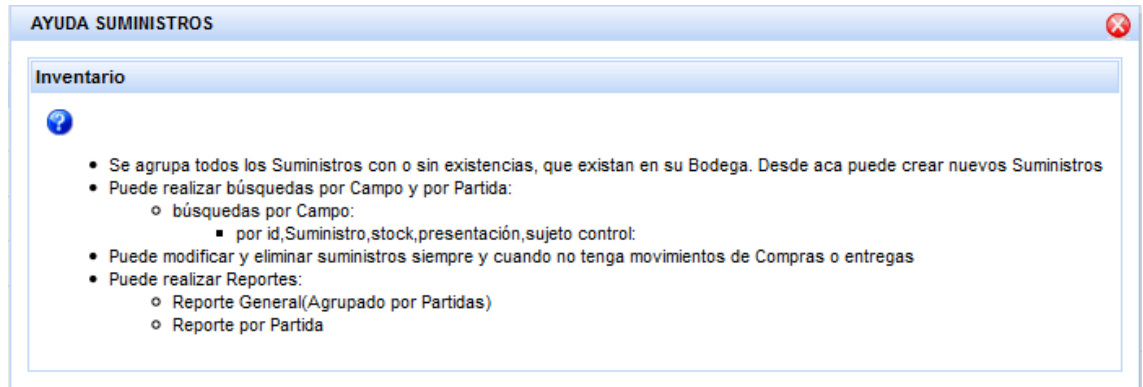 AYUDA SUMINISTROS
Inventario
Se agrupa todos los Suministros con o sin existencias, que existan en su Bodega. Desde aca puede crear nuevos Suministros
Puede realizar búsquedas por Campo y por Partida:
búsquedas por Campo:
por id,Suministro,stock,presentación,sujeto control:
Puede modificar y eliminar suministros siempre y cuando no tenga movimientos de Compras o entregas
Puede realizar Reportes:
Reporte General(Agrupado por Partidas)
Reporte por Partida